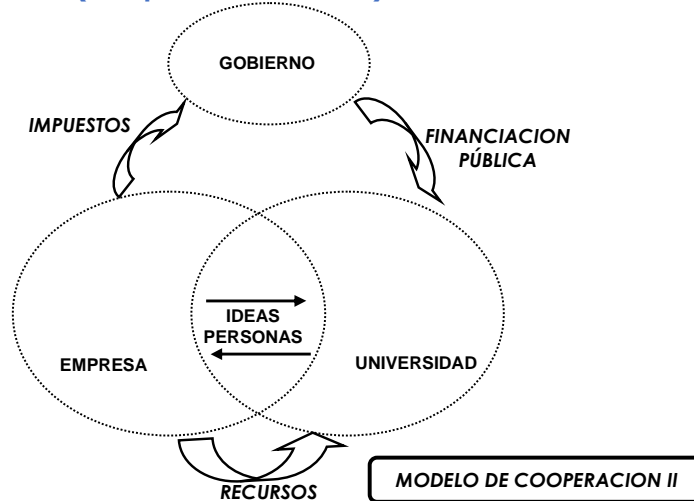 GOBIERNO
IMPUESTOS
FINANCIACION
PÚBLICA
IDEAS
PERSONAS
EMPRESA
UNIVERSIDAD
RECURSOS
MODELO DE COOPERACION II